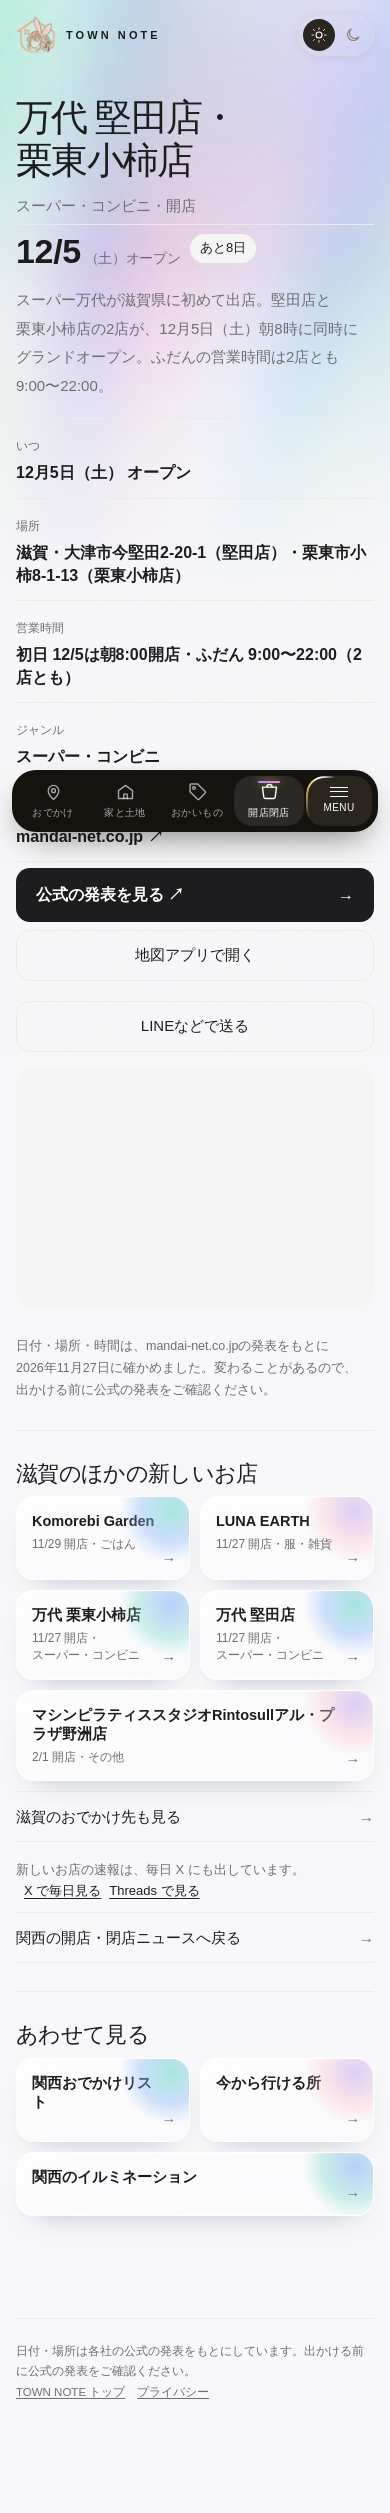 TOWN NOTE
万代 堅田店・
栗東小柿店
スーパー・コンビニ・開店
12/5 （土）オープン あと8日
スーパー万代が滋賀県に初めて出店。堅田店と
栗東小柿店の2店が、12月5日（土）朝8時に同時に
グランドオープン。ふだんの営業時間は2店とも
9:00〜22:00。
いつ
12月5日（土） オープン
場所
滋賀・大津市今堅田2-20-1（堅田店）・栗東市小
柿8-1-13（栗東小柿店）
営業時間
初日 12/5は朝8:00開店・ふだん 9:00〜22:00（2
店とも）
ジャンル
スーパー・コンビニ
おでかけ 家と土地 おかいもの 開店閉店 MENU
mandai-net.co.jp ↗
公式の発表を見る ↗ →
地図アプリで開く
LINEなどで送る
日付・場所・時間は、mandai-net.co.jpの発表をもとに
2026年11月27日に確かめました。変わることがあるので、
出かける前に公式の発表をご確認ください。
滋賀のほかの新しいお店
Komorebi Garden
11/29 開店・ごはん
→
LUNA EARTH
11/27 開店・服・雑貨
→
万代 栗東小柿店
11/27 開店・
スーパー・コンビニ →
万代 堅田店
11/27 開店・
スーパー・コンビニ →
マシンピラティススタジオRintosullアル・プ
ラザ野洲店
2/1 開店・その他
→
滋賀のおでかけ先も見る →
新しいお店の速報は、毎日 X にも出しています。
X で毎日見る Threads で見る
関西の開店・閉店ニュースへ戻る →
あわせて見る
関西おでかけリス
ト
→
今から行ける所
→
関西のイルミネーション
→
日付・場所は各社の公式の発表をもとにしています。出かける前
に公式の発表をご確認ください。
TOWN NOTE トップ プライバシー